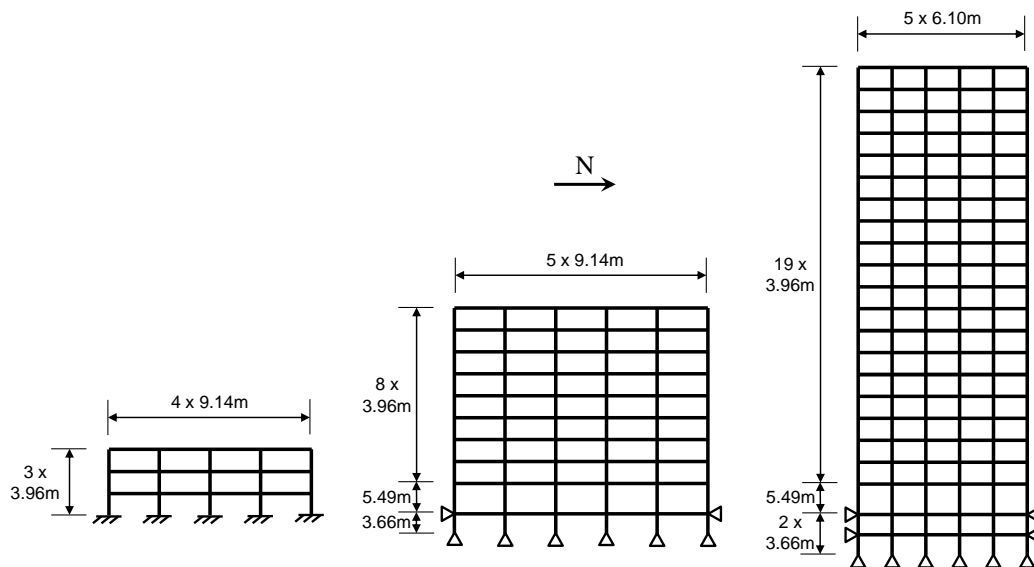 4 x 9.14m
3 x
3.96m
N
5 x 9.14m
8 x
3.96m
5.49m
3.66m
5 x 6.10m
19 x
3.96m
5.49m
2 x
3.66m